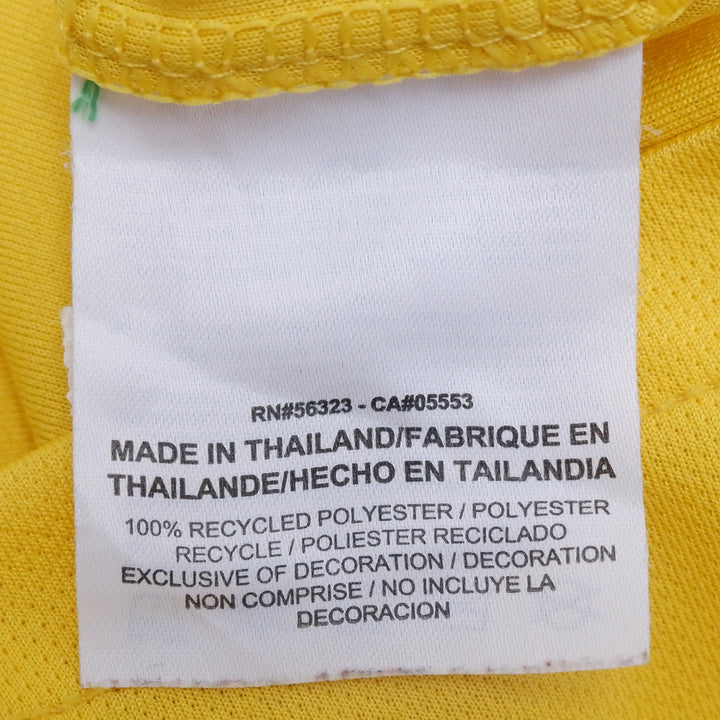 RN#56323 - CA#05553
MADE IN THAILAND/FABRIQUE EN
THAILANDE/HECHO EN TAILANDIA
100% RECYCLED POLYESTER / POLYESTER
RECYCLE / POLIESTER RECICLADO
EXCLUSIVE OF DECORATION / DECORATION
NON COMPRISE / NO INCLUYE LA
DECORACION